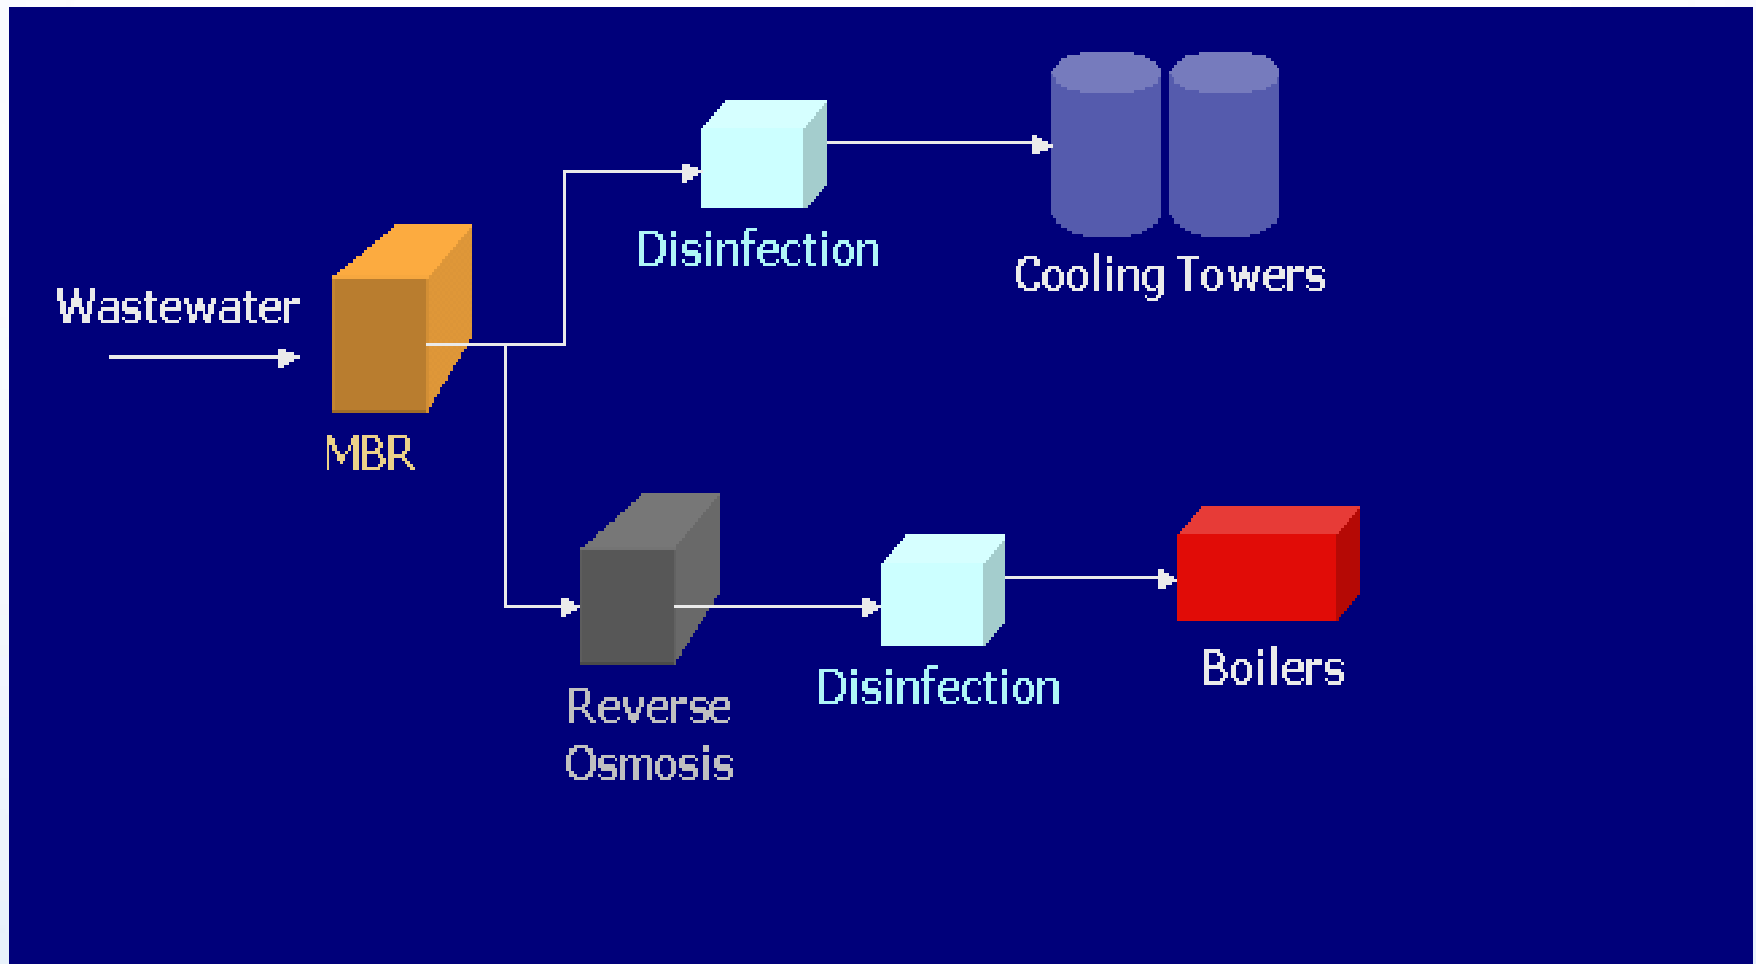 Disinfection
Cooling Towers
Wastewater
MBR
Reverse
Osmosis
Disinfection
Boilers